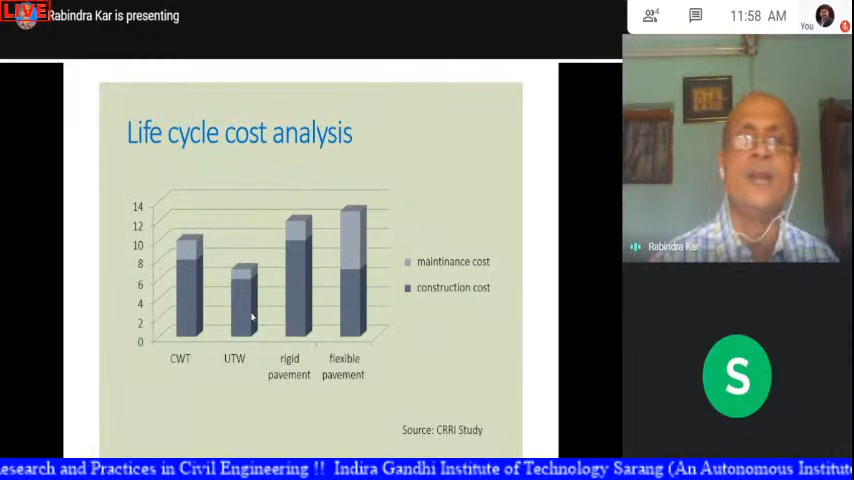 LIVE
Rabindra Kar is presenting
4
11:58 AM
You
Life cycle cost analysis
14
12
10
8
6
4
2
0
CWT
UTW
rigid pavement
flexible pavement
maintinance cost
construction cost
Source: CRRI Study
Rabindra Kar
S
esearch and Practices in Civil Engineering !! Indira Gandhi Institute of Technology Sarang (An Autonomous Institute